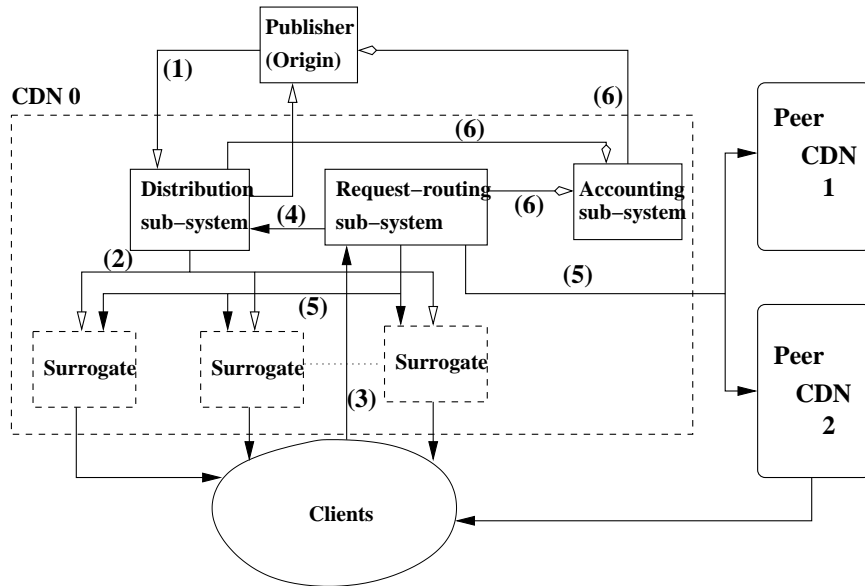 Publisher
(Origin)
(1)
(6)
CDN 0
(6)
Peer
CDN
1
Distribution
sub-system
Request-routing
sub-system
(4)
(6)
Accounting
sub-system
(2)
(5)
(5)
Surrogate
Surrogate
Surrogate
(3)
Peer
CDN
2
Clients